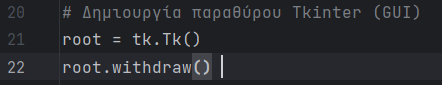 20 # Δημιουργία παραθύρου Tkinter (GUI)
21 root = tk.Tk()
22 root.withdraw()